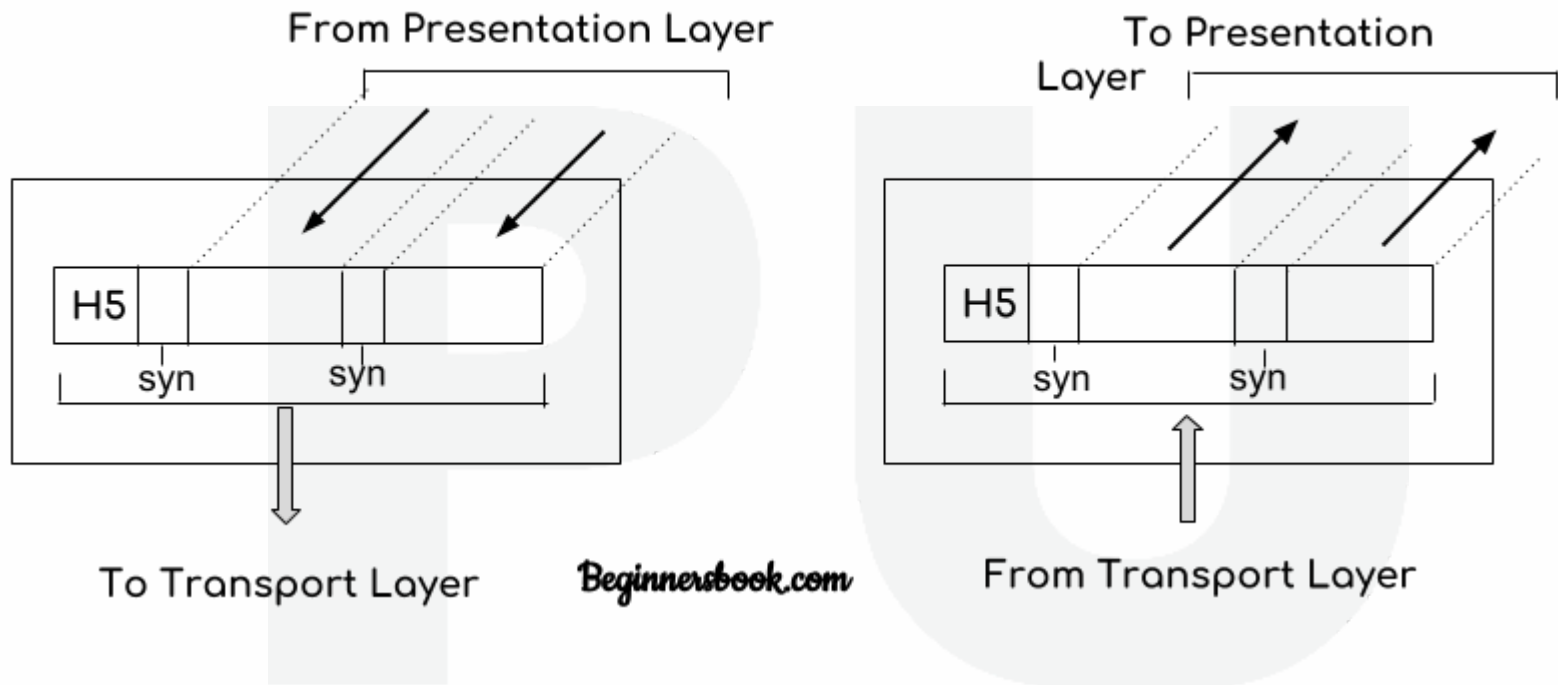 From Presentation Layer
To Presentation
Layer
H5
syn
syn
H5
syn
syn
To Transport Layer
Beginnersbook.com
From Transport Layer